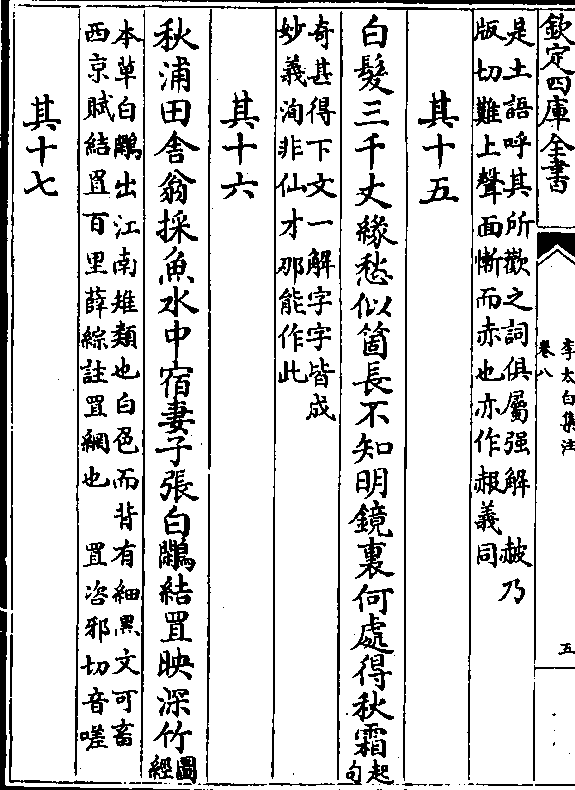 欽定四庫全書
李太白集注
卷八
五
是土語呼其所歡之詞俱屬强解　赧乃
版切難上聲面慚而赤也亦作赧義同
其十五
白髮三千丈緣愁似箇長不知明鏡裏何處得秋霜起句
奇甚得下文一解字字皆成
妙義洵非仙才那能作此
其十六
秋浦田舍翁採魚水中宿妻子張白鷴結罝映深竹圖經
本草白鷴出江南雉類也白色而背有細黑文可畜
西京賦結罝百里薛綜註罝網也　罝咨邪切音嗟
其十七